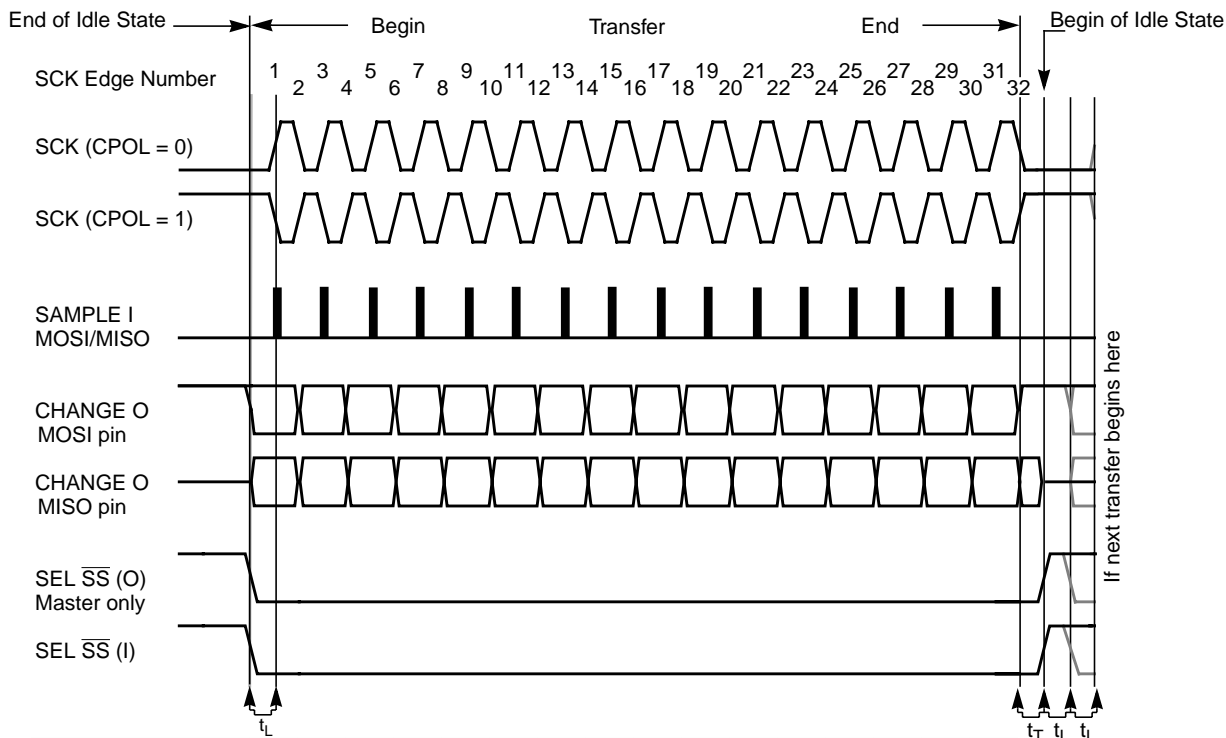 End of Idle State
Begin
Transfer
End
Begin of Idle State
SCK Edge Number
1 3 5 7 9 11 13 15 17 19 21 23 25 27 29 31
2 4 6 8 10 12 14 16 18 20 22 24 26 28 30 32
SCK (CPOL = 0)
SCK (CPOL = 1)
SAMPLE I
MOSI/MISO
CHANGE O
MOSI pin
CHANGE O
MISO pin
SEL SS (O)
Master only
SEL SS (I)
If next transfer begins here
tL
tT tI tL